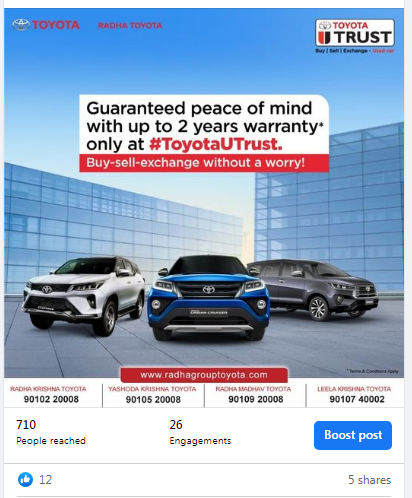 TOYOTA RADHA TOYOTA
TOYOTA
U TRUST
Buy | Sell | Exchange - Used car
Guaranteed peace of mind
with up to 2 years warranty*
only at #ToyotaUTrust.
Buy-sell-exchange without a worry!
*Terms & Conditions Apply
www.radhagrouptoyota.com
RADHA KRISHNA TOYOTA
90102 20008
YASHODA KRISHNA TOYOTA
90105 20008
RADHA MADHAV TOYOTA
90109 20008
LEELA KRISHNA TOYOTA
90107 40002
710
People reached
26
Engagements
Boost post
12
5 shares